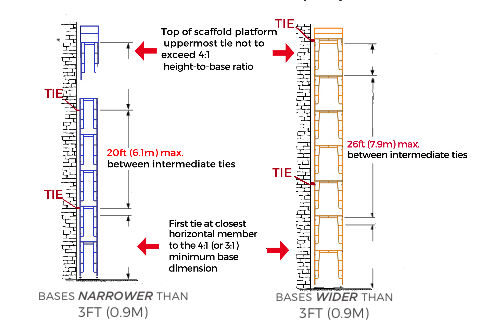 TIE
Top of scaffold platform
uppermost tie not to
exceed 4:1
height-to-base ratio
TIE
20ft (6.1m) max.
between intermediate ties
TIE
26ft (7.9m) max.
between intermediate ties
TIE
First tie at closest
horizontal member
to the 4:1 (or 3:1)
minimum base
dimension
BASES NARROWER THAN
3FT (0.9M)
BASES WIDER THAN
3FT (0.9M)